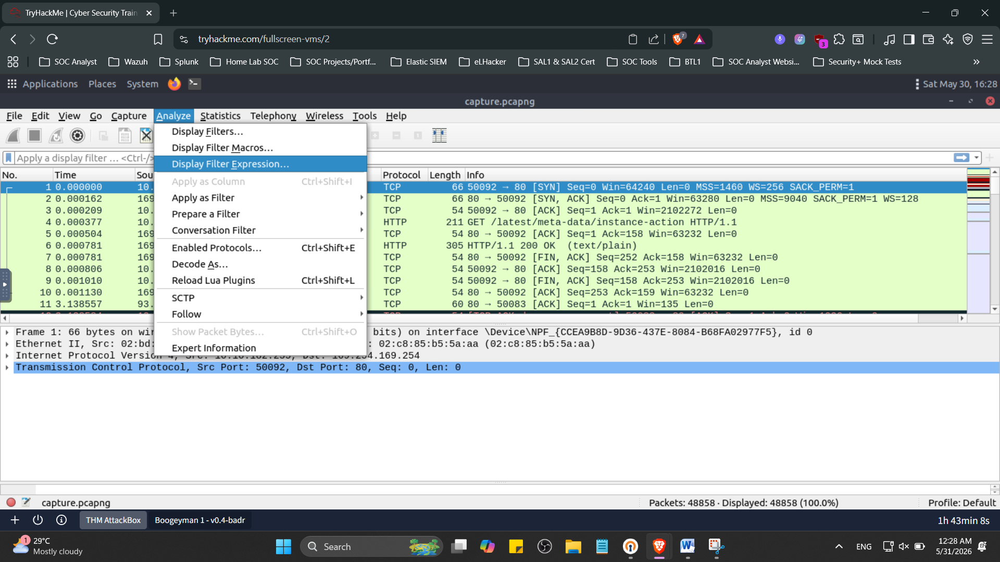 TryHackMe | Cyber Security Train
tryhackme.com/fullscreen-vms/2
7
3
SOC Analyst Wazuh Splunk Home Lab SOC SOC Projects/Portf... Elastic SIEM eLHacker SAL1 & SAL2 Cert SOC Tools BTL1 SOC Analyst Websi... Security+ Mock Tests
Applications Places System Sat May 30, 16:28
capture.pcapng
File Edit View Go Capture Analyze Statistics Telephony Wireless Tools Help
Display Filters...
Display Filter Macros...
Apply a display filter ... <Ctrl-/>
Display Filter Expression...
No. Time Sou Protocol Length Info
Apply as Column Ctrl+Shift+I
Apply as Filter
Prepare a Filter
Conversation Filter
Enabled Protocols... Ctrl+Shift+E
Decode As...
Reload Lua Plugins Ctrl+Shift+L
SCTP
Follow
Show Packet Bytes... Ctrl+Shift+O
Expert Information
1 0.000000 10. TCP 66 50092 → 80 [SYN] Seq=0 Win=64240 Len=0 MSS=1460 WS=256 SACK_PERM=1
2 0.000162 169 TCP 66 80 → 50092 [SYN, ACK] Seq=0 Ack=1 Win=63280 Len=0 MSS=9040 SACK_PERM=1 WS=128
3 0.000209 10. TCP 54 50092 → 80 [ACK] Seq=1 Ack=1 Win=2102272 Len=0
4 0.000377 10. HTTP 211 GET /latest/meta-data/instance-action HTTP/1.1
5 0.000504 169 TCP 54 80 → 50092 [ACK] Seq=1 Ack=158 Win=63232 Len=0
6 0.000781 169 HTTP 305 HTTP/1.1 200 OK (text/plain)
7 0.000781 169 TCP 54 80 → 50092 [FIN, ACK] Seq=252 Ack=158 Win=63232 Len=0
8 0.000806 10. TCP 54 50092 → 80 [ACK] Seq=158 Ack=253 Win=2102016 Len=0
9 0.001010 10. TCP 54 50092 → 80 [FIN, ACK] Seq=158 Ack=253 Win=2102016 Len=0
10 0.001130 169 TCP 54 80 → 50092 [ACK] Seq=253 Ack=159 Win=63232 Len=0
11 3.138557 93. TCP 60 80 → 50083 [ACK] Seq=1 Ack=1 Win=135 Len=0
Frame 1: 66 bytes on wir bits) on interface \Device\NPF_{CCEA9B8D-9D36-437E-8084-B68FA02977F5}, id 0
Ethernet II, Src: 02:bd: : 02:c8:85:b5:5a:aa (02:c8:85:b5:5a:aa)
Internet Protocol Version 4, Src: 10.10.182.255, Dst: 169.254.169.254
Transmission Control Protocol, Src Port: 50092, Dst Port: 80, Seq: 0, Len: 0
capture.pcapng Packets: 48858 · Displayed: 48858 (100.0%) Profile: Default
THM AttackBox Boogeyman 1 - v0.4-badr 1h 43min 8s
1 29°C
Mostly cloudy
Search
ENG
12:28 AM
5/31/2026